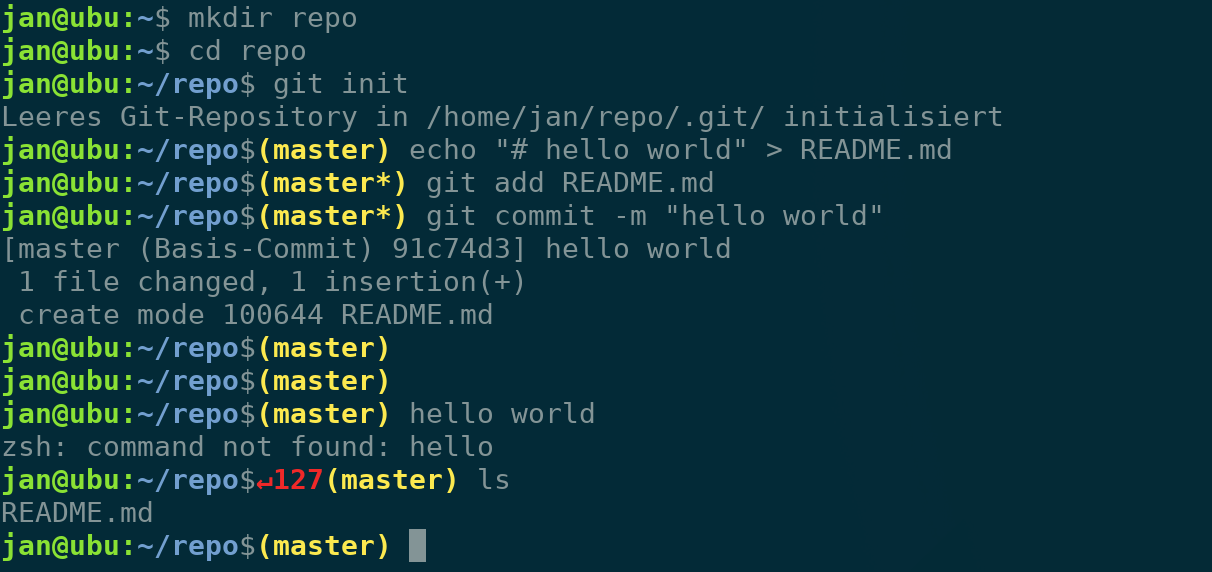 jan@ubu:~$ mkdir repo
jan@ubu:~$ cd repo
jan@ubu:~/repo$ git init
Leeres Git-Repository in /home/jan/repo/.git/ initialisiert
jan@ubu:~/repo$(master) echo "# hello world" > README.md
jan@ubu:~/repo$(master*) git add README.md
jan@ubu:~/repo$(master*) git commit -m "hello world"
[master (Basis-Commit) 91c74d3] hello world
 1 file changed, 1 insertion(+)
 create mode 100644 README.md
jan@ubu:~/repo$(master)
jan@ubu:~/repo$(master)
jan@ubu:~/repo$(master) hello world
zsh: command not found: hello
jan@ubu:~/repo$↵127(master) ls
README.md
jan@ubu:~/repo$(master)